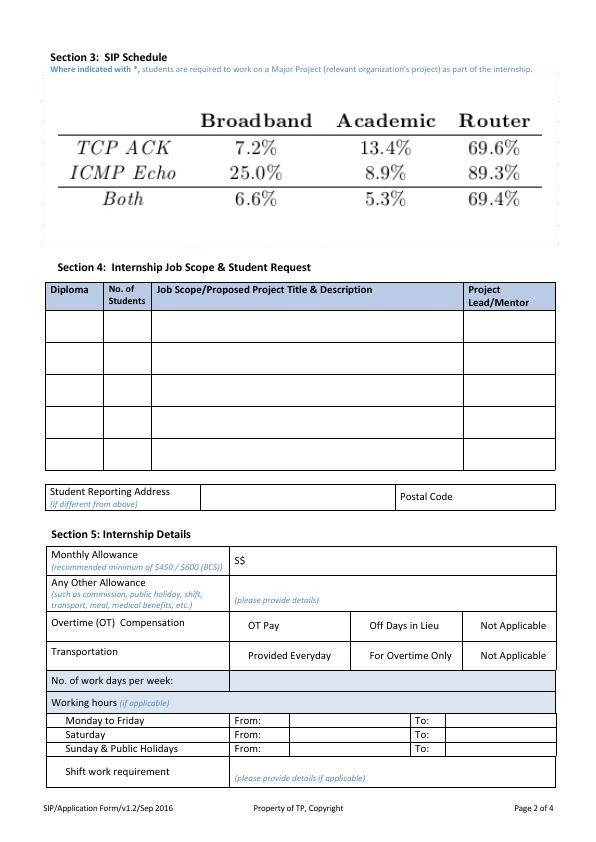 Section 3: SIP Schedule
Where indicated with *, students are required to work on a Major Project (relevant organization's project) as part of the internship.
Broadband Academic Router
TCP ACK 7.2% 13.4% 69.6%
ICMP Echo 25.0% 8.9% 89.3%
Both 6.6% 5.3% 69.4%
Section 4: Internship Job Scope & Student Request
Diploma
No. of
Students
Job Scope/Proposed Project Title & Description
Project
Lead/Mentor
Student Reporting Address
(if different from above)
Postal Code
Section 5: Internship Details
Monthly Allowance
(recommended minimum of $450 / $600 (BCS))
S$
Any Other Allowance
(such as commission, public holiday, shift,
transport, meal, medical benefits, etc.)
(please provide details)
Overtime (OT) Compensation
OT Pay
Off Days in Lieu
Not Applicable
Transportation
Provided Everyday
For Overtime Only
Not Applicable
No. of work days per week:
Working hours (if applicable)
Monday to Friday From: To:
Saturday From: To:
Sunday & Public Holidays From: To:
Shift work requirement
(please provide details if applicable)
SIP/Application Form/v1.2/Sep 2016 Property of TP, Copyright Page 2 of 4